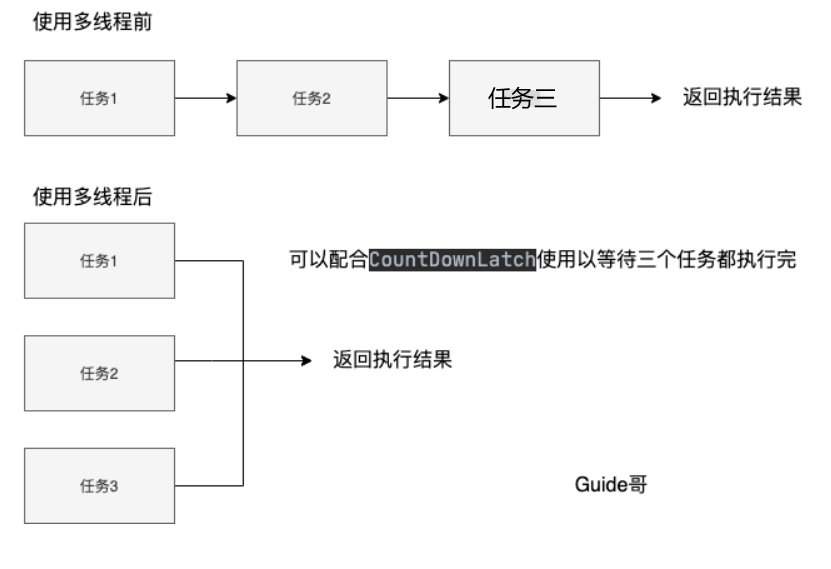 使用多线程前
任务1
任务2
任务三
返回执行结果
使用多线程后
任务1
可以配合CountDownLatch使用以等待三个任务都执行完
任务2
返回执行结果
任务3
Guide哥